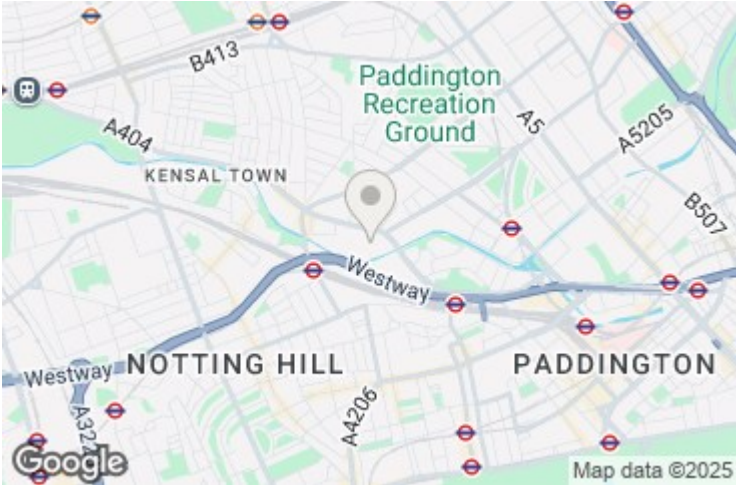 B413
Paddington
Recreation
Ground
A5
A5205
A404
KENSAL TOWN
B507
Westway
NOTTING HILL
PADDINGTON
Westway
A4206
Google
Map data ©2025